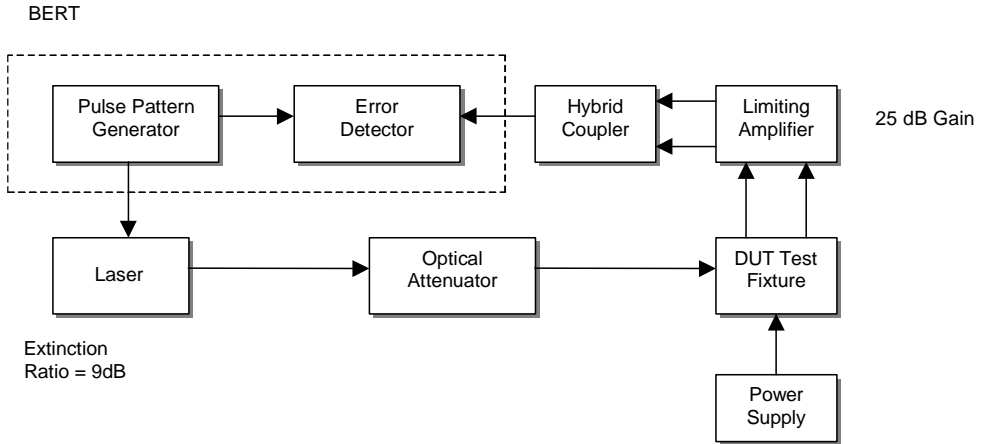 BERT
Pulse Pattern
Generator
Error
Detector
Hybrid
Coupler
Limiting
Amplifier
25 dB Gain
Laser
Optical
Attenuator
DUT Test
Fixture
Extinction
Ratio = 9dB
Power
Supply